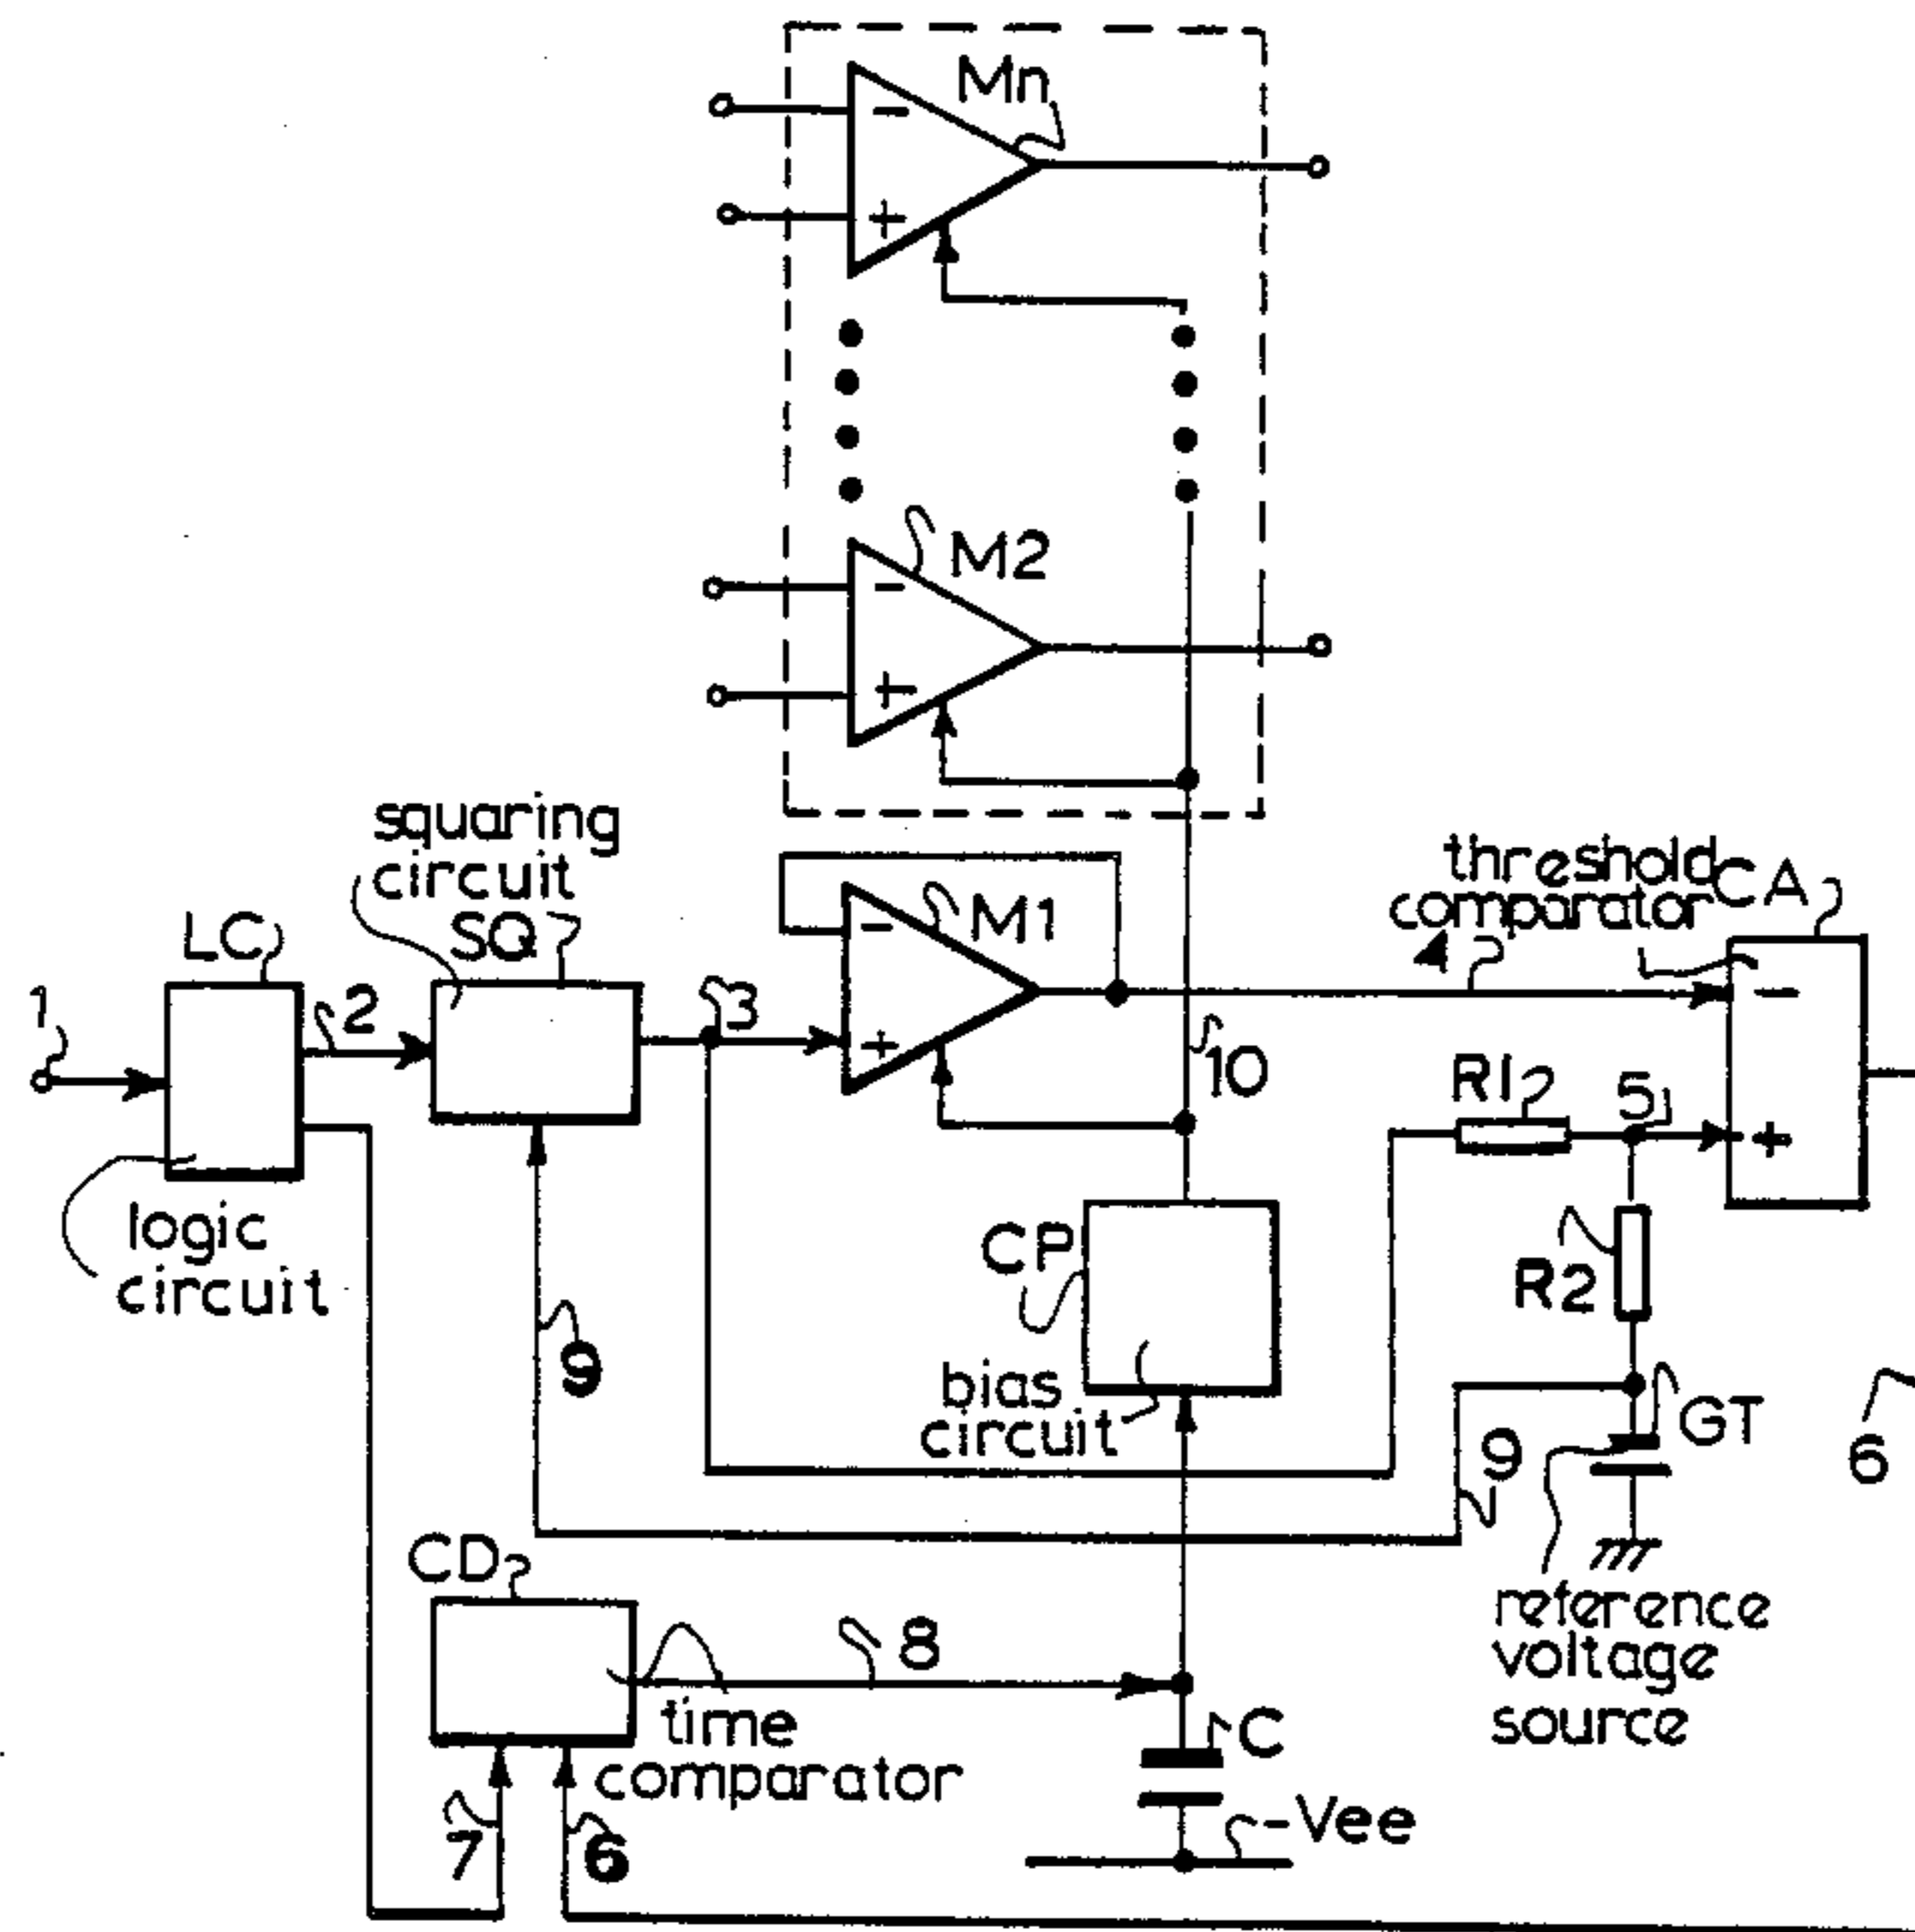 Mn
-
+
M2
-
+
squaring
circuit
SQ
LC
1
2
3
M1
-
+
threshold
comparator
CA
4
-
+
10
R1
5
logic
circuit
CP
R2
9
bias
circuit
GT
9
6
CD
reference
voltage
source
8
time
comparator
C
7
6
-Vee